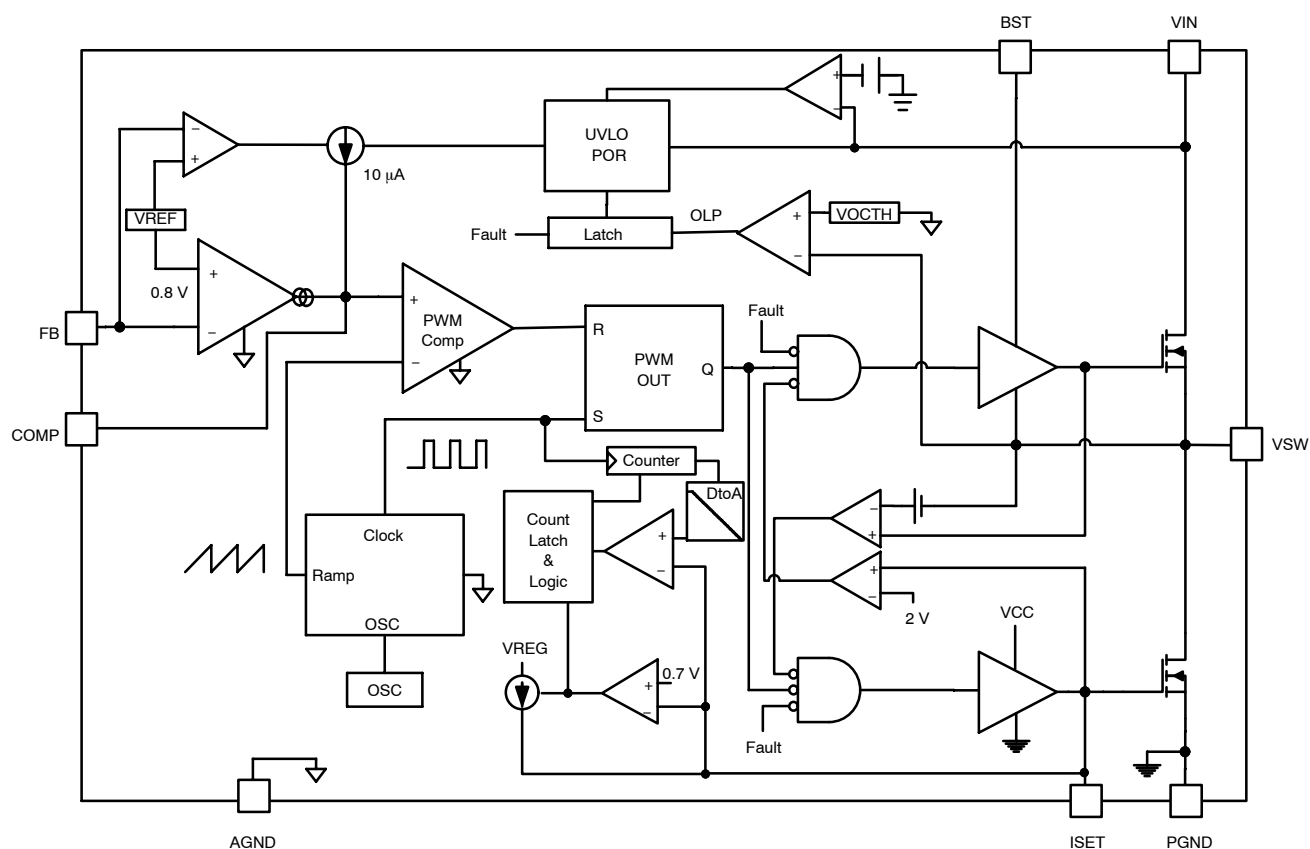 BST
VIN
+
−
UVLO
POR
−
+
10 μA
VREF
OLP
+
VOCTH
Fault
Latch
−
+
0.8 V
−
FB
+
PWM
Comp
−
Fault
R
PWM
OUT
Q
S
COMP
VSW
Counter
DtoA
Count
Latch
&
Logic
−
+
+
−
Clock
Ramp
OSC
+
−
2 V
VCC
VREG
0.7 V
+
−
OSC
Fault
AGND
ISET
PGND